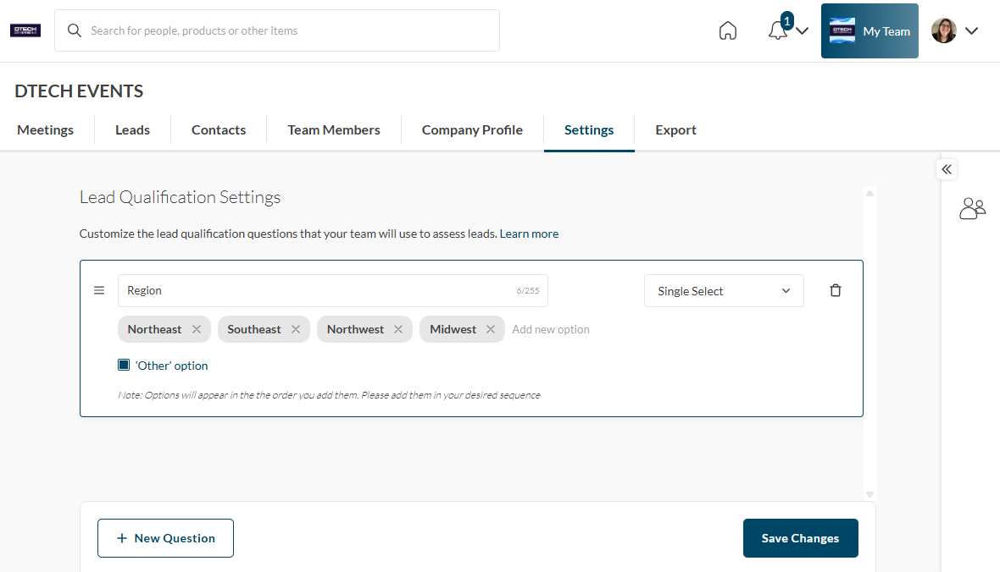 DTECH
Search for people, products or other items
1
DTECH
My Team
DTECH EVENTS
Meetings
Leads
Contacts
Team Members
Company Profile
Settings
Export
Lead Qualification Settings
Customize the lead qualification questions that your team will use to assess leads. Learn more
Region
6/255
Single Select
Northeast
Southeast
Northwest
Midwest
Add new option
'Other' option
Note: Options will appear in the the order you add them. Please add them in your desired sequence
+ New Question
Save Changes